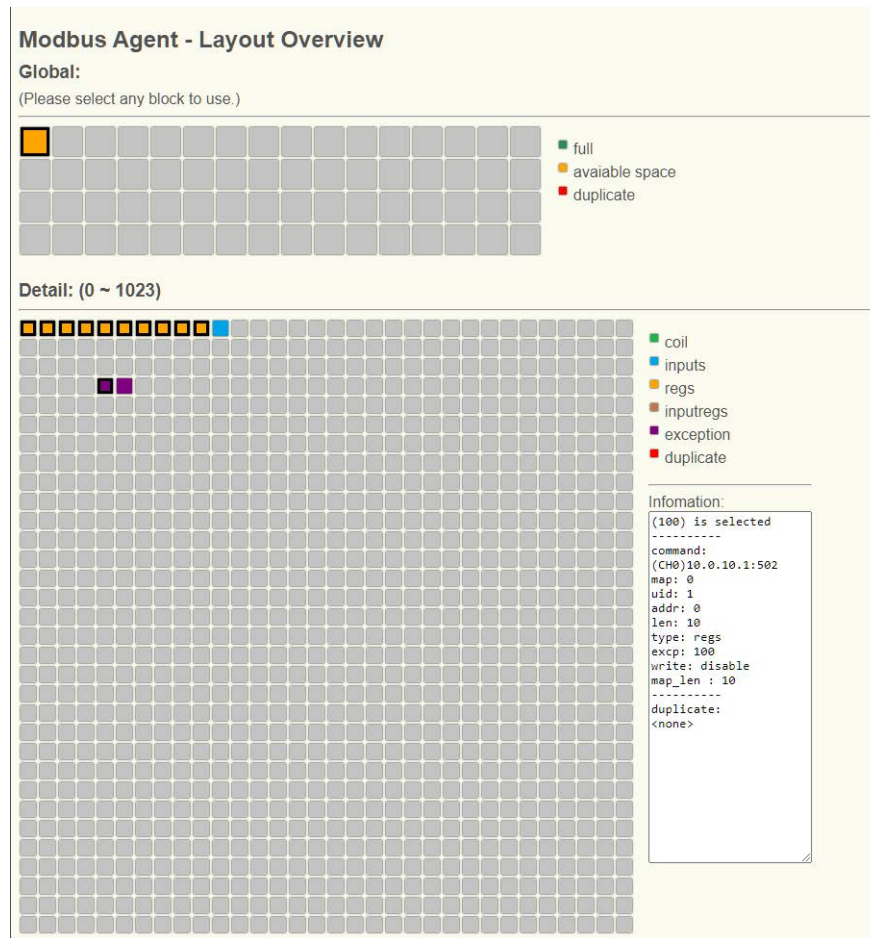 Modbus Agent - Layout Overview
Global:
(Please select any block to use.)
full
avaiable space
duplicate
Detail: (0 ~ 1023)
coil
inputs
regs
inputregs
exception
duplicate
Infomation:
(100) is selected
----------
command:
(CH0)10.0.10.1:502
map: 0
uid: 1
addr: 0
len: 10
type: regs
excp: 100
write: disable
map_len : 10
----------
duplicate:
<none>